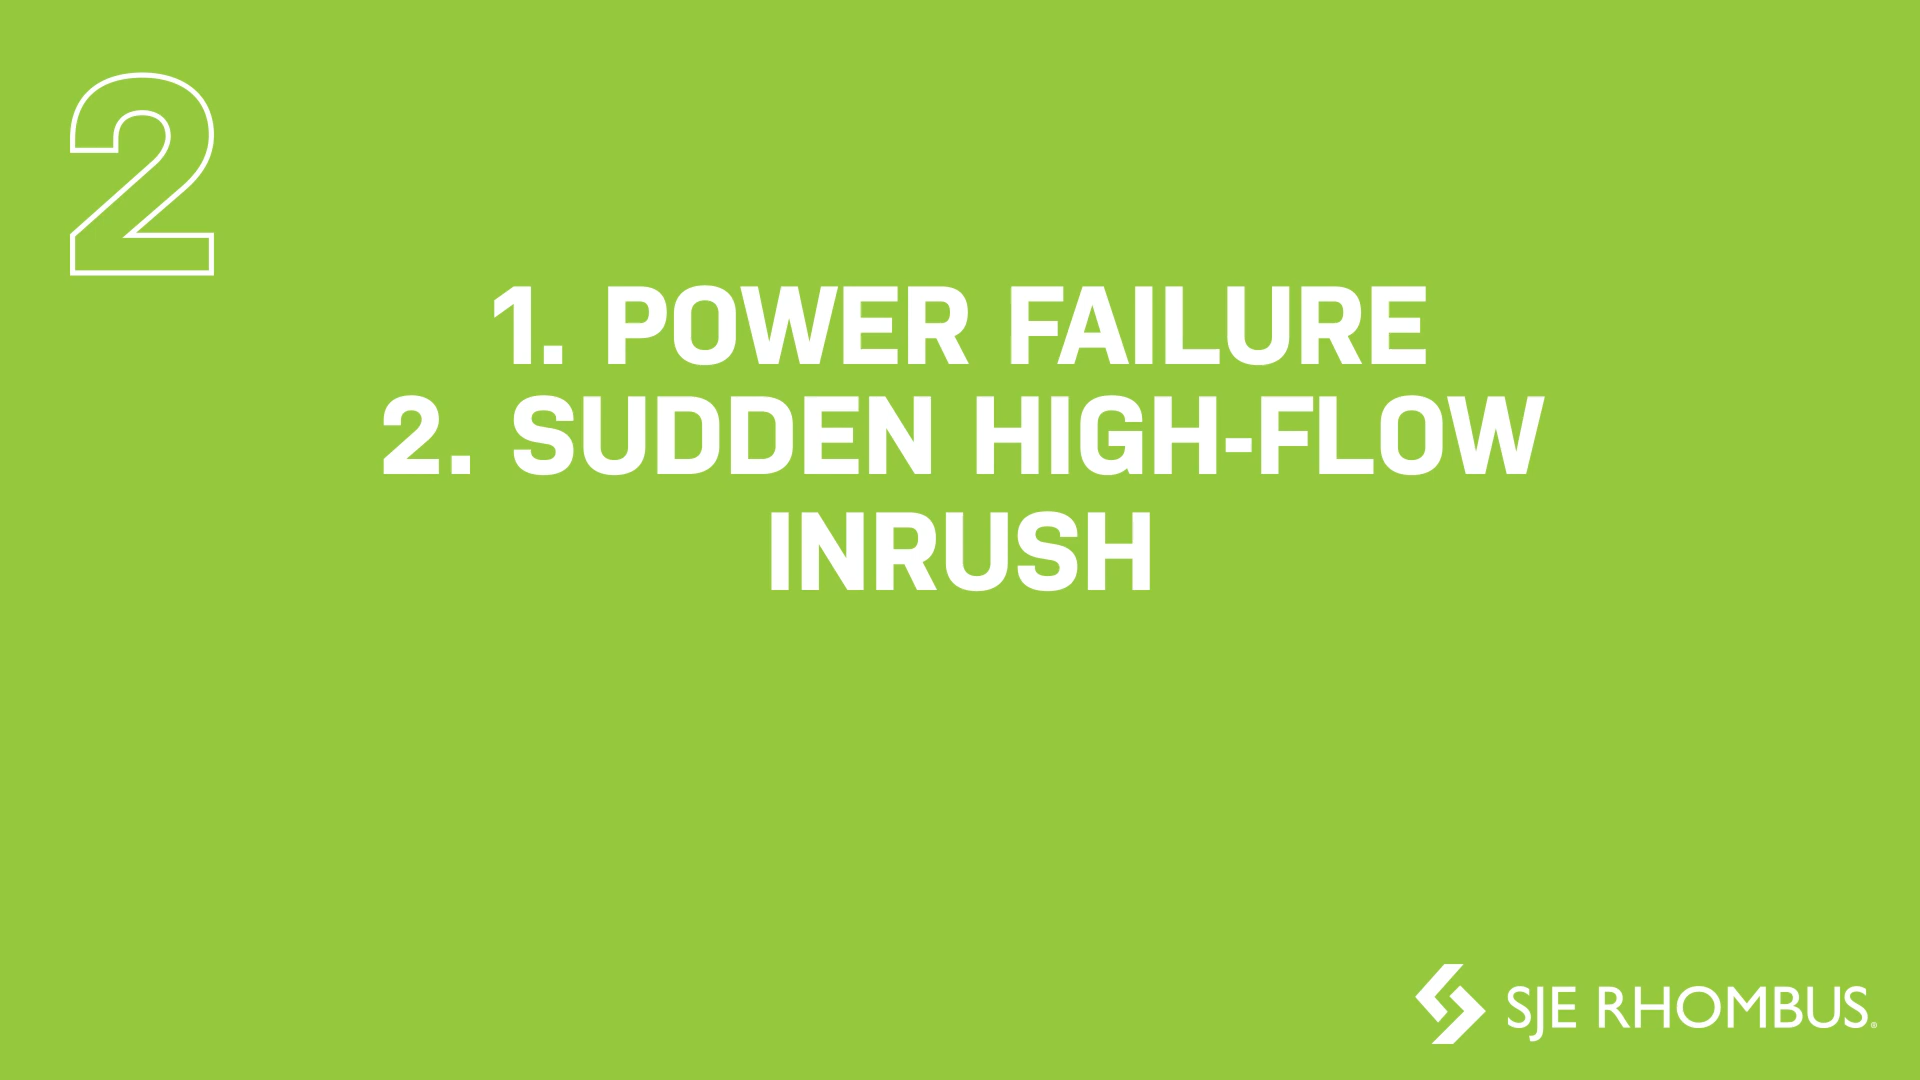 2
1. POWER FAILURE
2. SUDDEN HIGH-FLOW
INRUSH
SJE RHOMBUS®